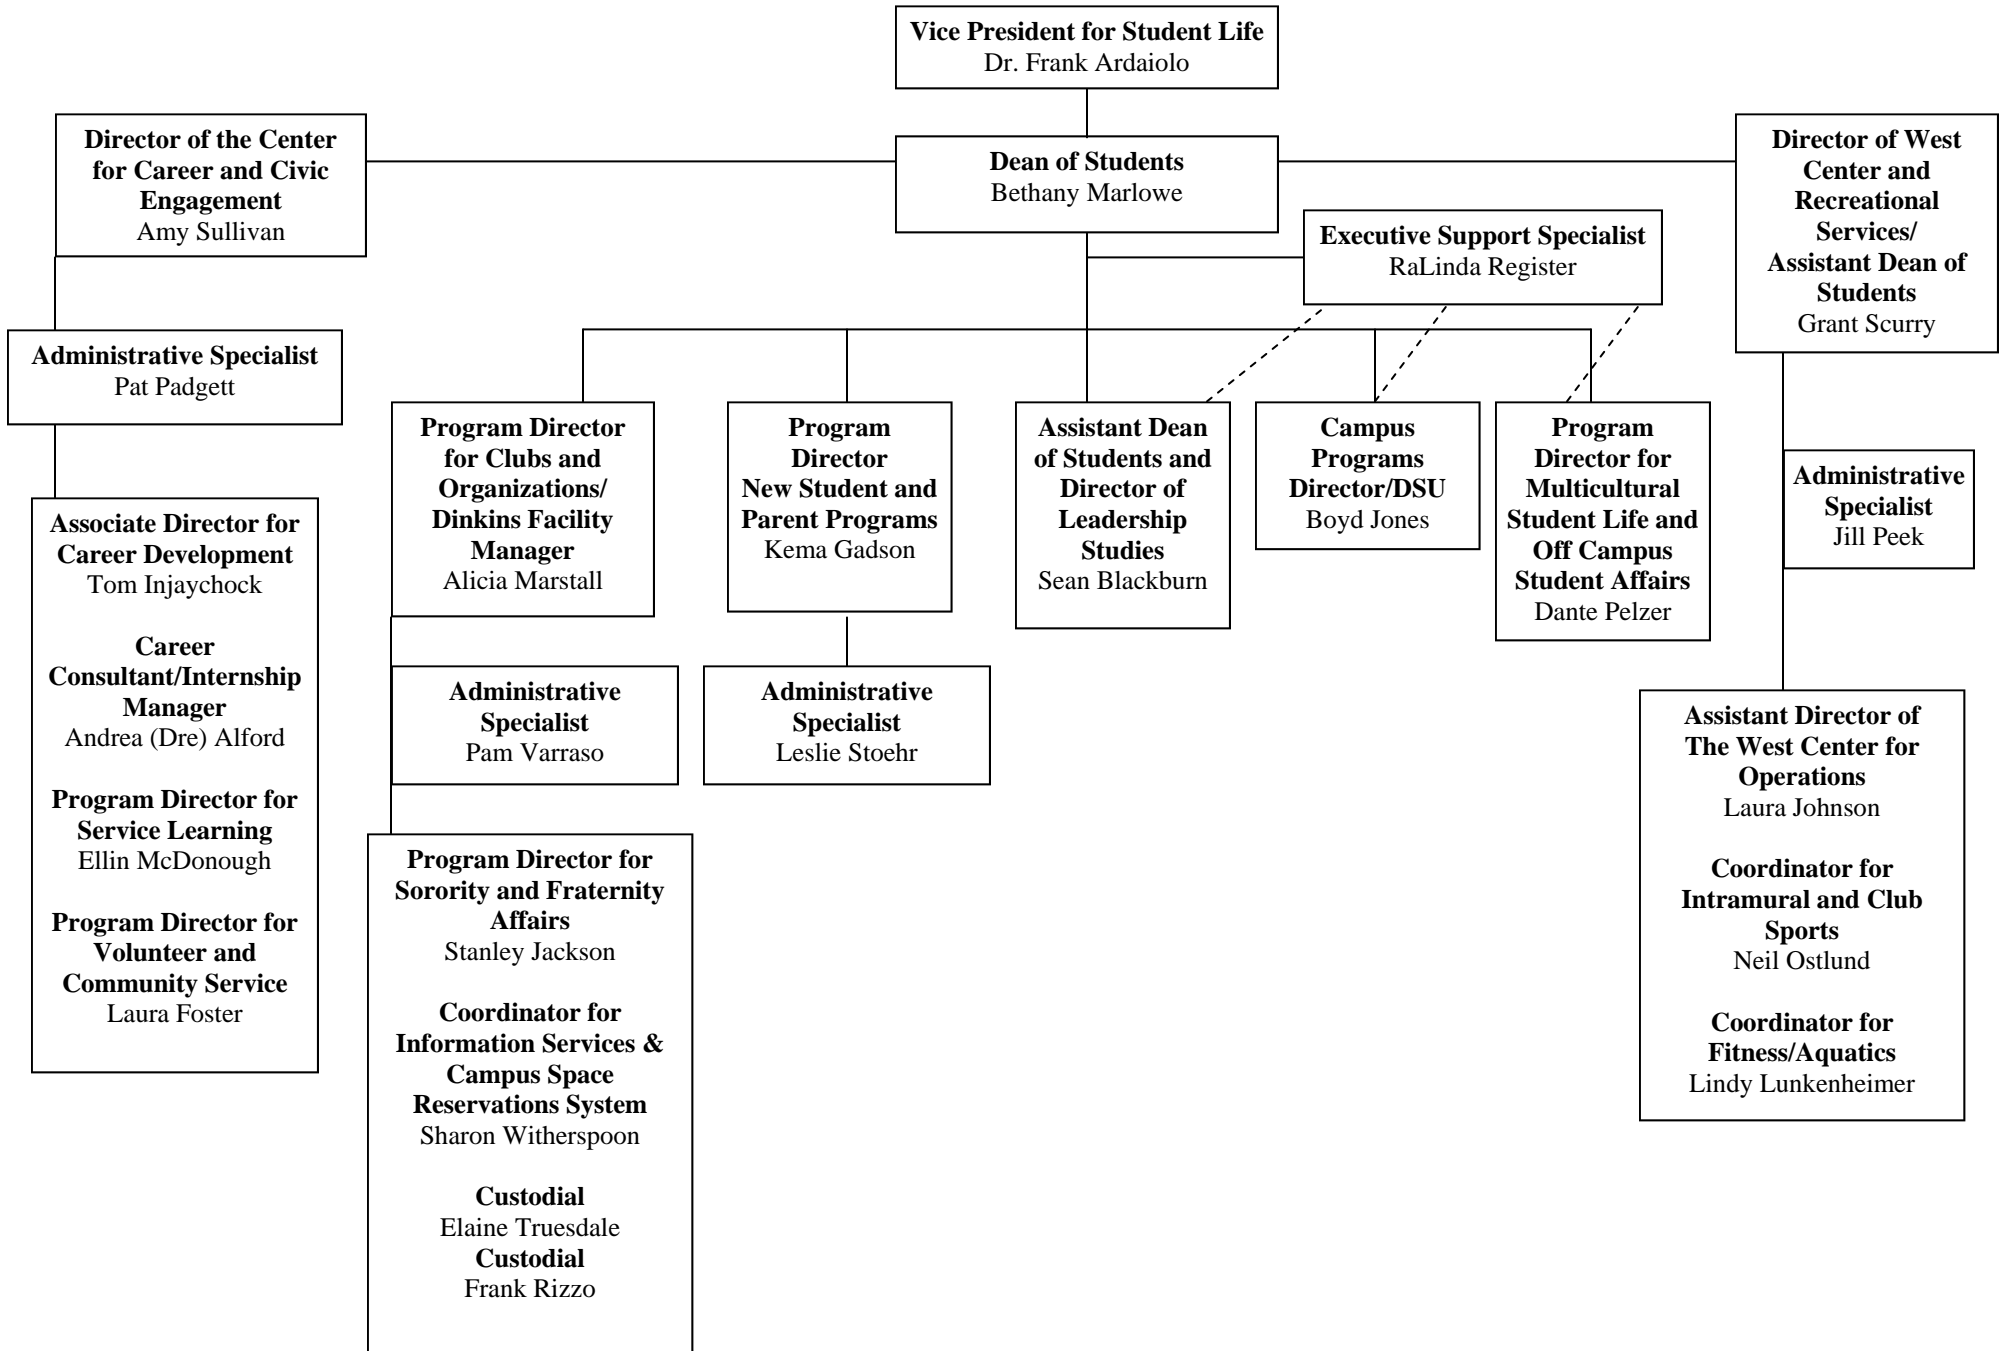 Vice President for Student Life
Dr. Frank Ardaiolo
Director of the Center
for Career and Civic
Engagement
Amy Sullivan
Dean of Students
Bethany Marlowe
Director of West
Center and
Recreational
Services/
Assistant Dean of
Students
Grant Scurry
Executive Support Specialist
RaLinda Register
Administrative Specialist
Pat Padgett
Program Director
for Clubs and
Organizations/
Dinkins Facility
Manager
Alicia Marstall
Program
Director
New Student and
Parent Programs
Kema Gadson
Assistant Dean
of Students and
Director of
Leadership
Studies
Sean Blackburn
Campus
Programs
Director/DSU
Boyd Jones
Program
Director for
Multicultural
Student Life and
Off Campus
Student Affairs
Dante Pelzer
Administrative
Specialist
Jill Peek
Associate Director for
Career Development
Tom Injaychock
Career
Consultant/Internship
Manager
Andrea (Dre) Alford
Program Director for
Service Learning
Ellin McDonough
Program Director for
Volunteer and
Community Service
Laura Foster
Administrative
Specialist
Pam Varraso
Administrative
Specialist
Leslie Stoehr
Assistant Director of
The West Center for
Operations
Laura Johnson
Coordinator for
Intramural and Club
Sports
Neil Ostlund
Coordinator for
Fitness/Aquatics
Lindy Lunkenheimer
Program Director for
Sorority and Fraternity
Affairs
Stanley Jackson
Coordinator for
Information Services &
Campus Space
Reservations System
Sharon Witherspoon
Custodial
Elaine Truesdale
Custodial
Frank Rizzo